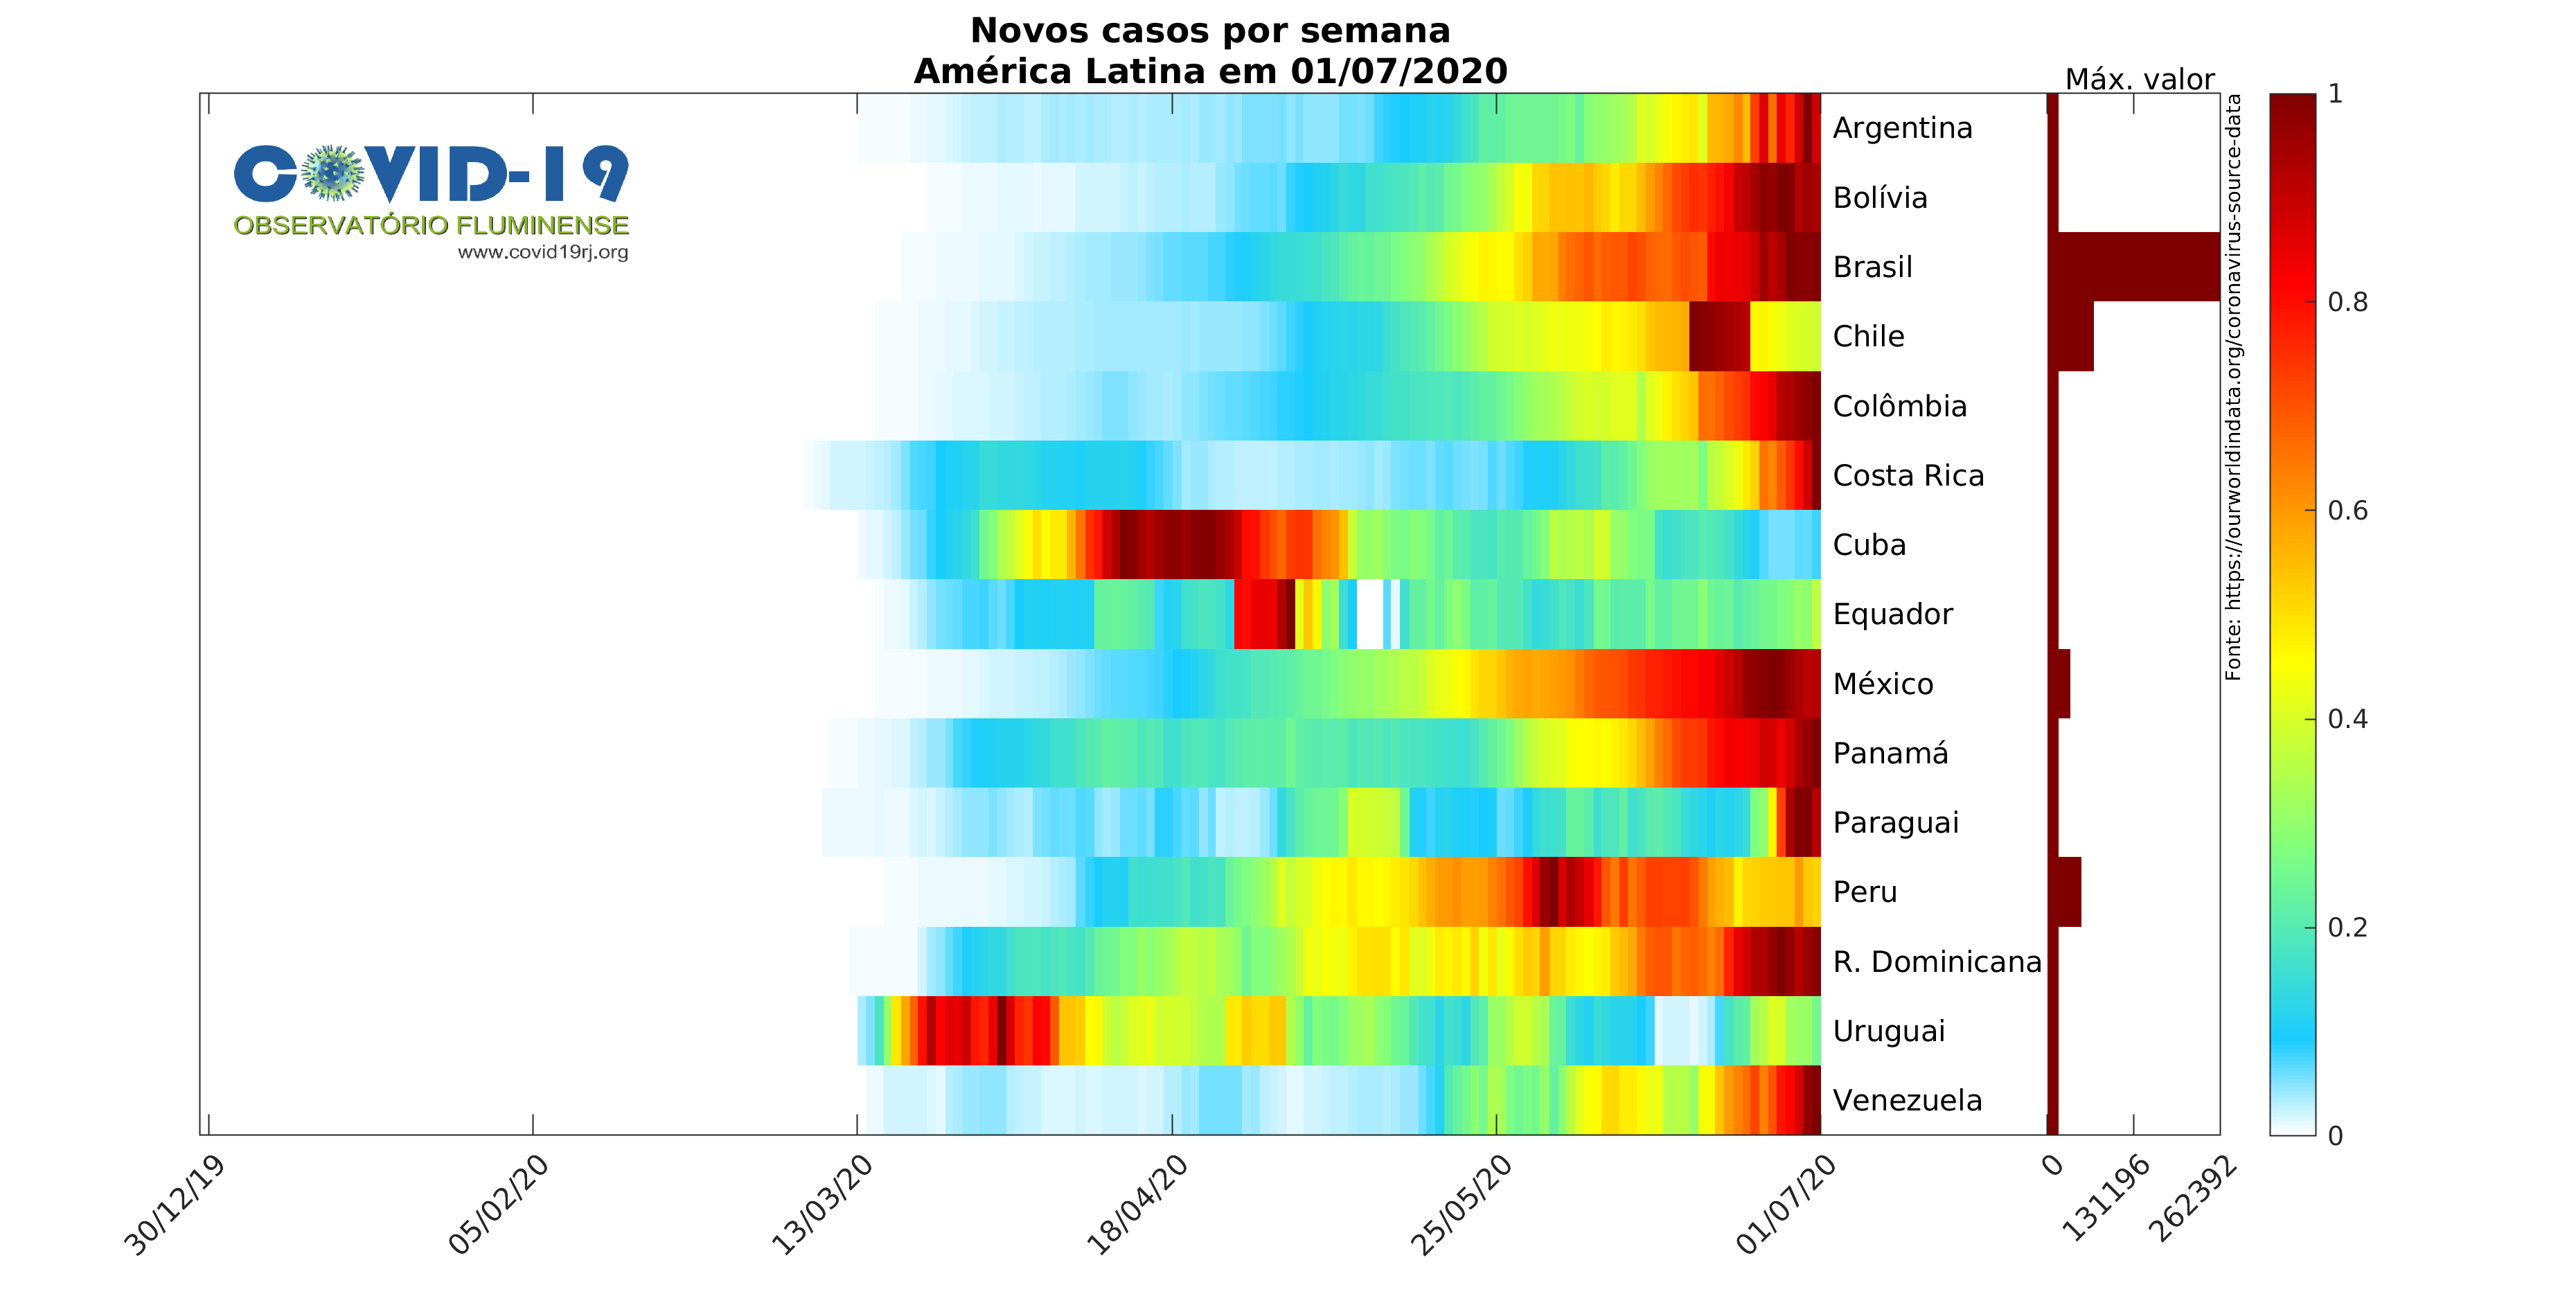 Novos casos por semana
América Latina em 01/07/2020
Máx. valor
COVID-19
OBSERVATÓRIO FLUMINENSE
www.covid19rj.org
Argentina
Bolívia
Brasil
Chile
Colômbia
Costa Rica
Cuba
Equador
México
Panamá
Paraguai
Peru
R. Dominicana
Uruguai
Venezuela
Fonte: https://ourworldindata.org/coronavirus-source-data
1
0.8
0.6
0.4
0.2
0
30/12/19
05/02/20
13/03/20
18/04/20
25/05/20
01/07/20
0
131196
262392